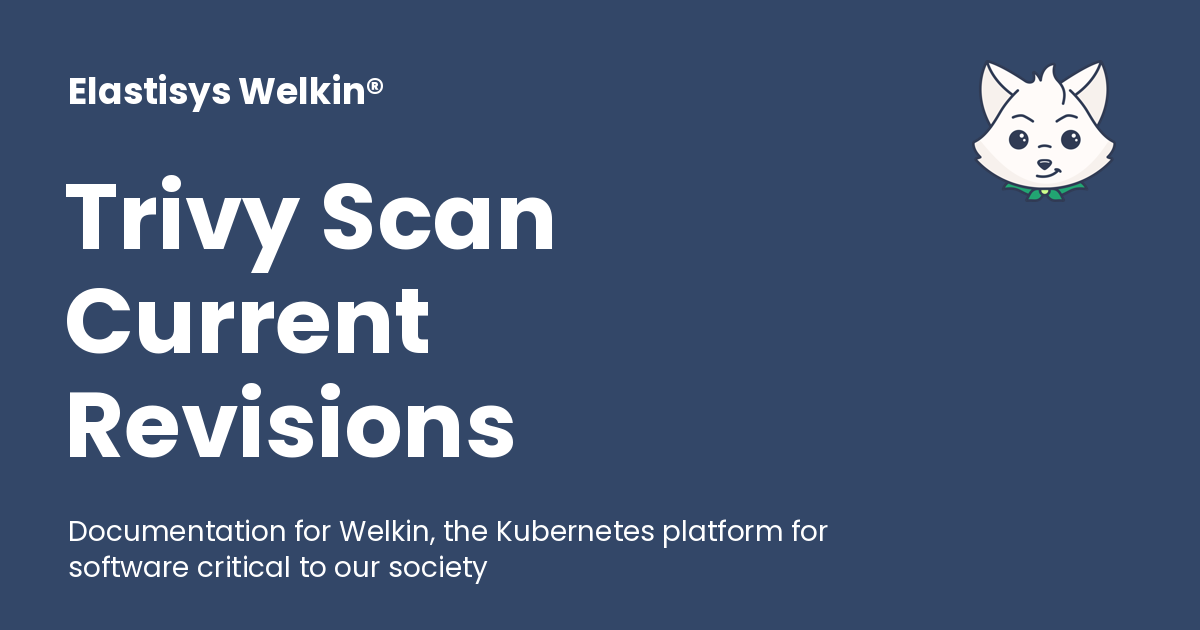 Elastisys Welkin®
Trivy Scan
Current
Revisions
Documentation for Welkin, the Kubernetes platform for
software critical to our society